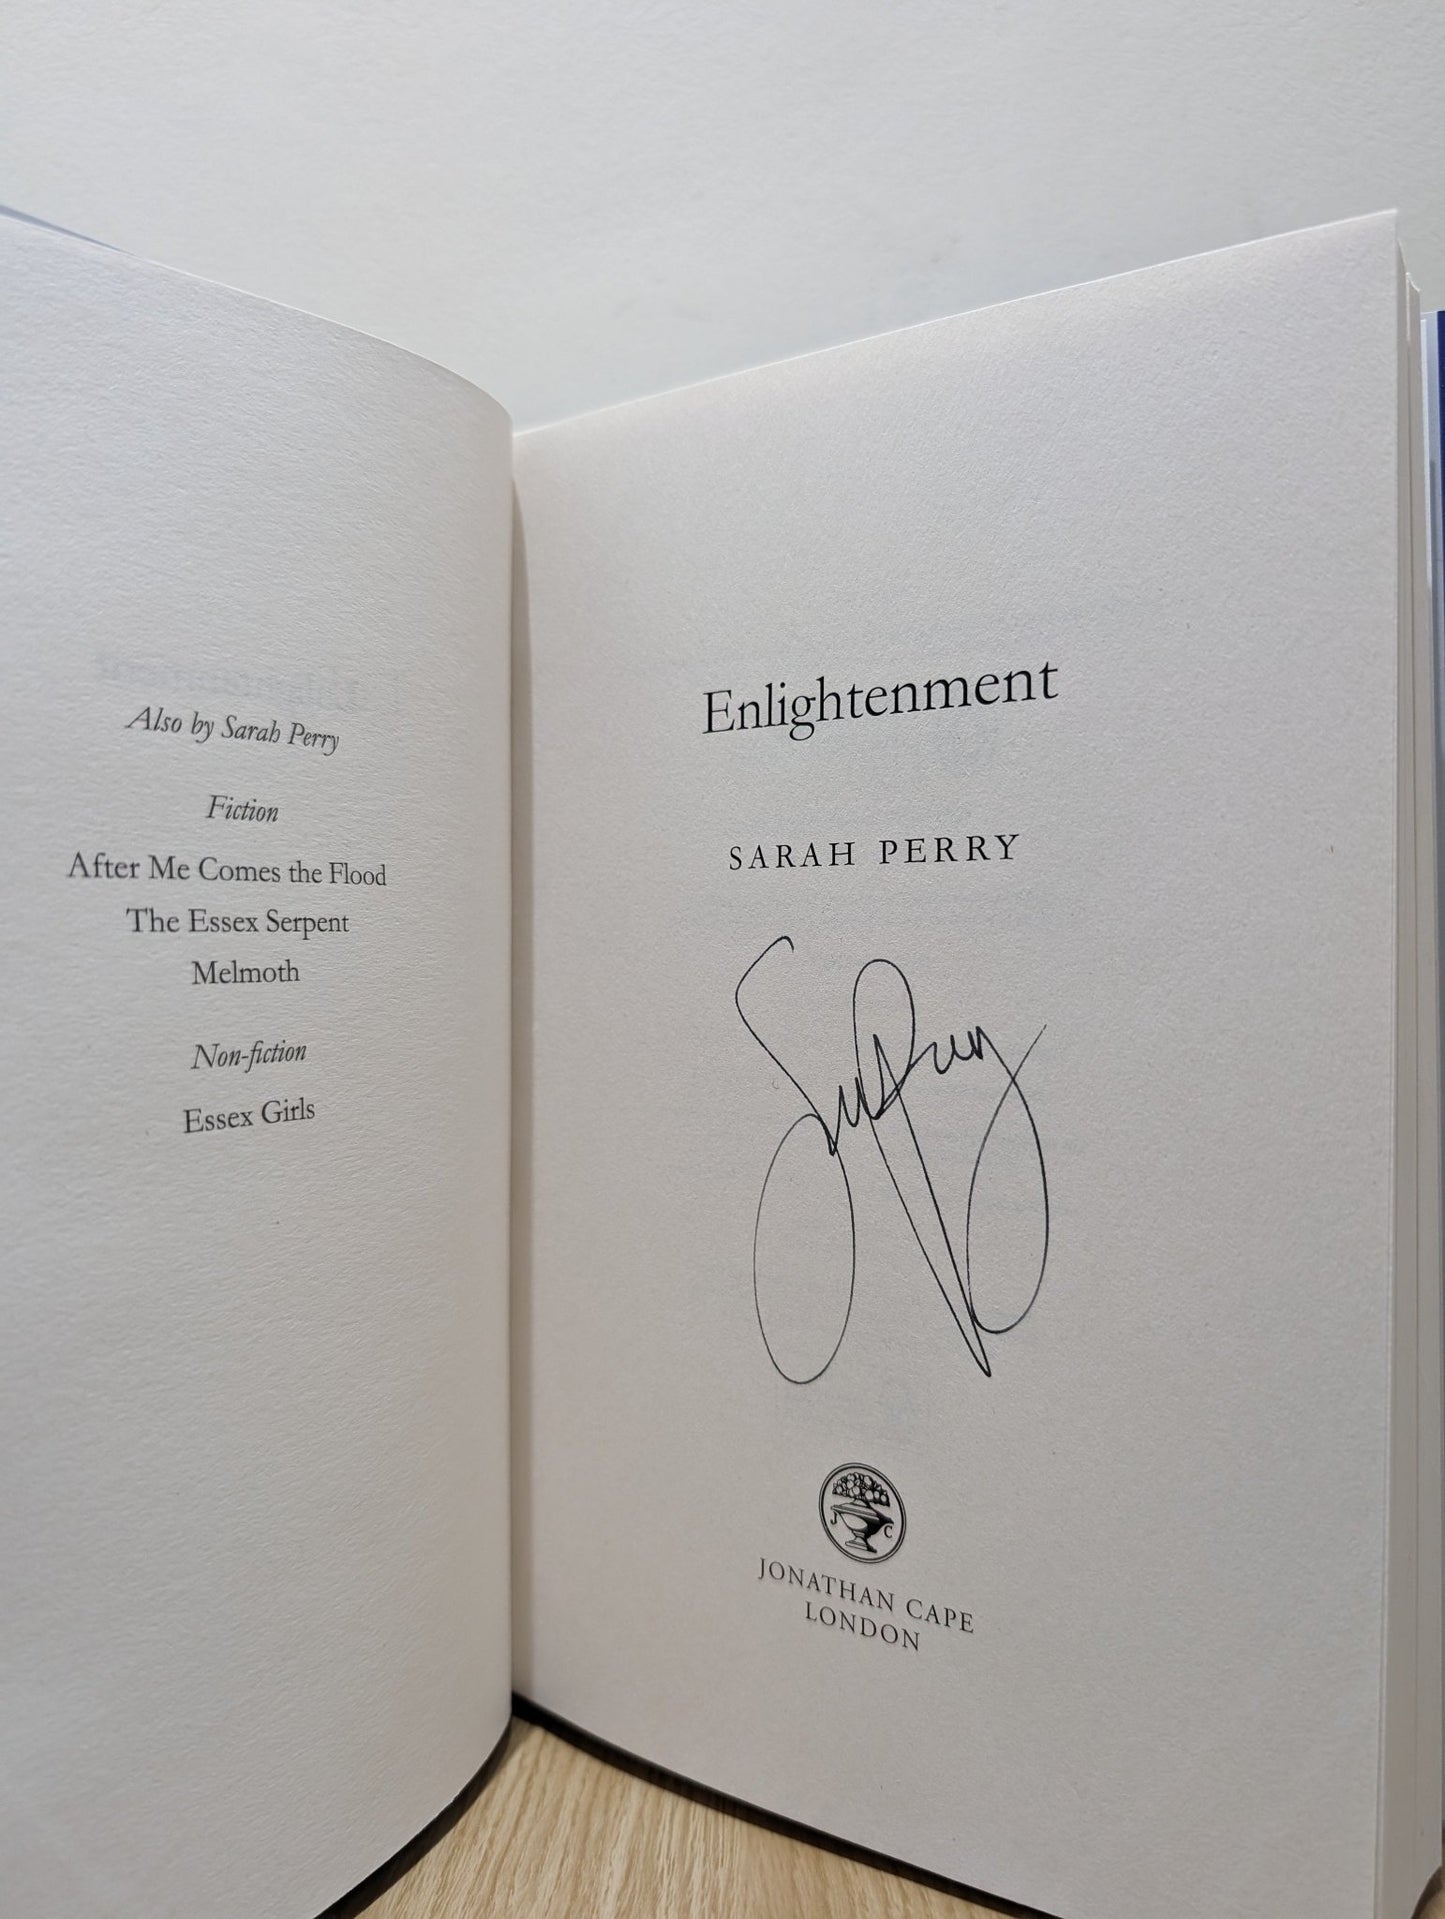 Also by Sarah Perry
Fiction
After Me Comes the Flood
The Essex Serpent
Melmoth
Non-fiction
Essex Girls
Enlightenment
SARAH PERRY
J C
JONATHAN CAPE
LONDON